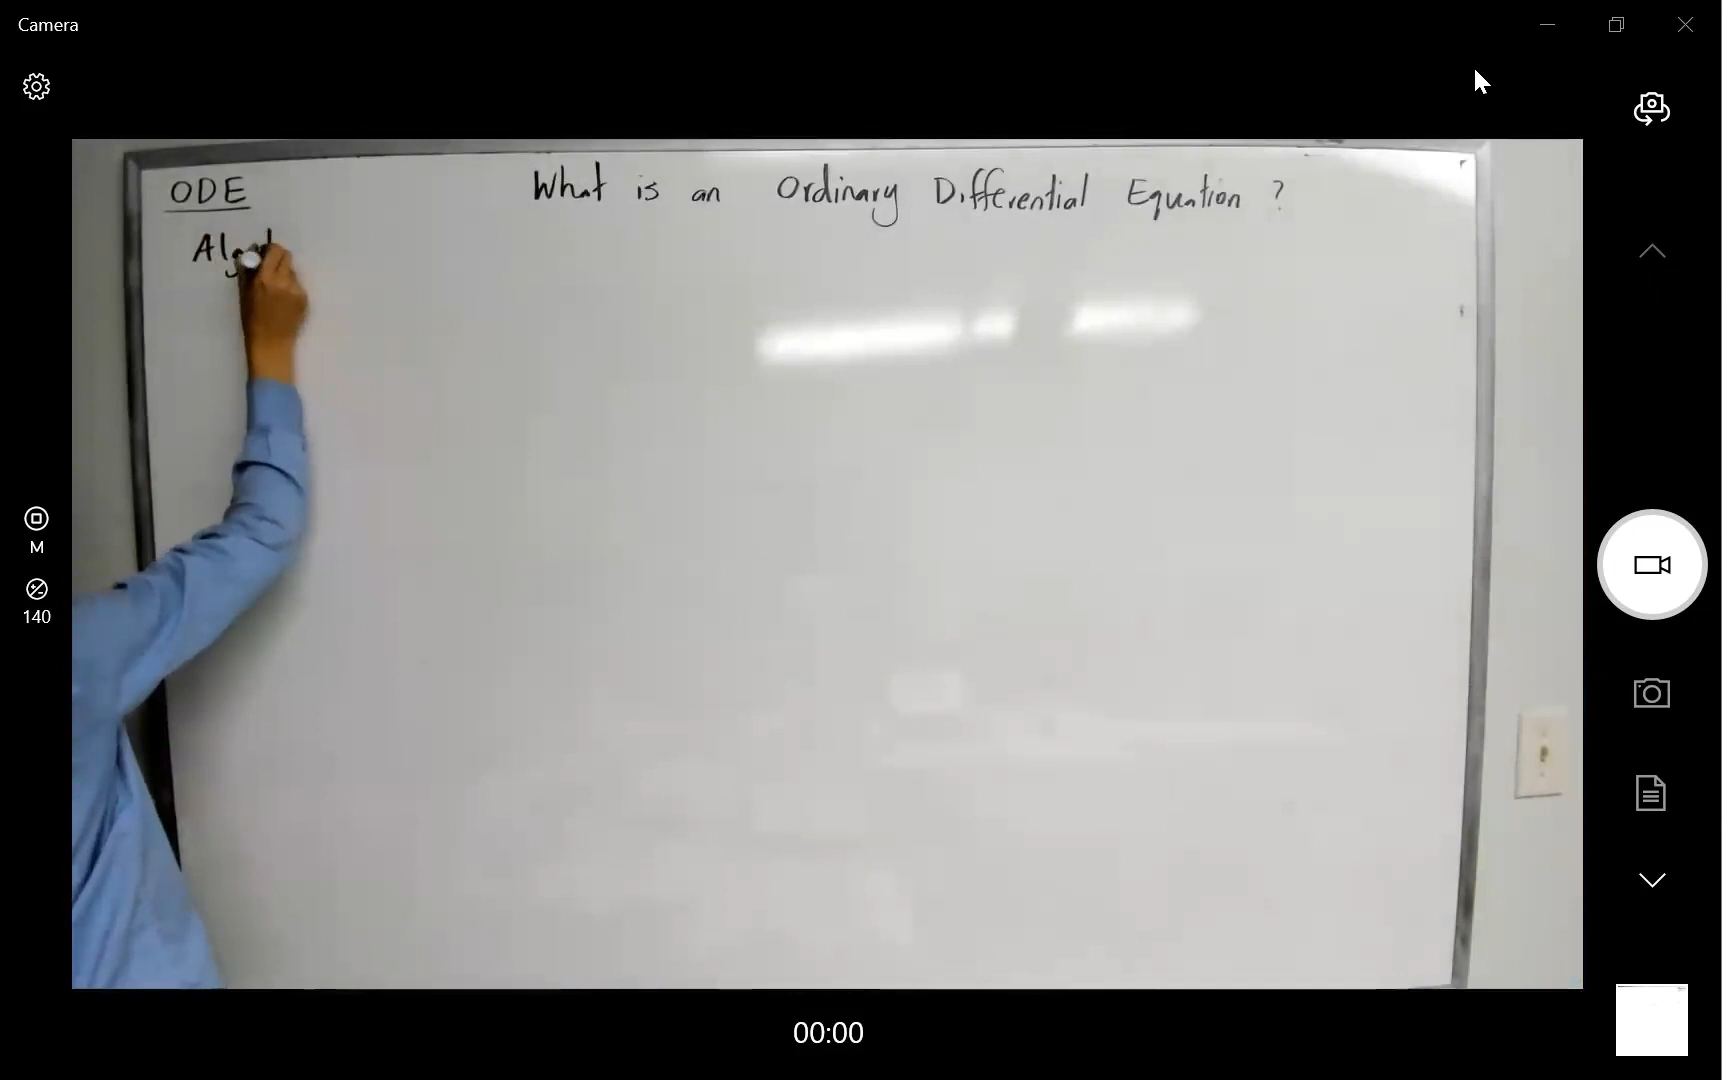 Camera
ODE What is an Ordinary Differential Equation ?
M
140
00:00